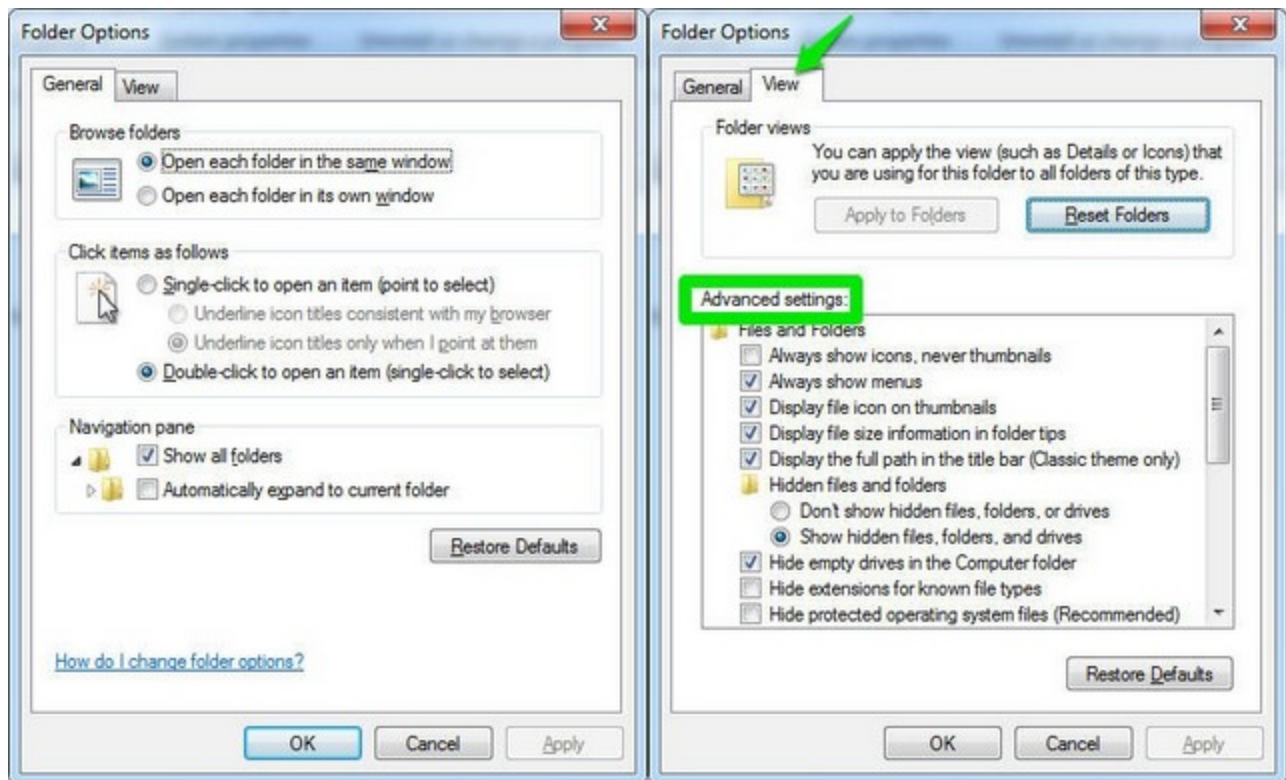 Folder Options
General View
Browse folders
Open each folder in the same window
Open each folder in its own window
Click items as follows
Single-click to open an item (point to select)
Underline icon titles consistent with my browser
Underline icon titles only when I point at them
Double-click to open an item (single-click to select)
Navigation pane
Show all folders
Automatically expand to current folder
Restore Defaults
How do I change folder options?
OK Cancel Apply
Folder Options
General View
Folder views
You can apply the view (such as Details or Icons) that
you are using for this folder to all folders of this type.
Apply to Folders Reset Folders
Advanced settings:
Files and Folders
Always show icons, never thumbnails
Always show menus
Display file icon on thumbnails
Display file size information in folder tips
Display the full path in the title bar (Classic theme only)
Hidden files and folders
Don't show hidden files, folders, or drives
Show hidden files, folders, and drives
Hide empty drives in the Computer folder
Hide extensions for known file types
Hide protected operating system files (Recommended)
Restore Defaults
OK Cancel Apply